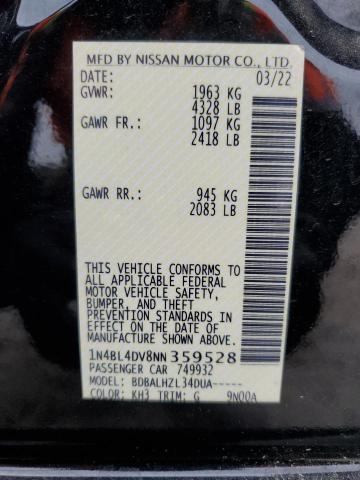 MFD BY NISSAN MOTOR CO., LTD.
DATE: 03/22
GVWR: 1963 KG
4328 LB
GAWR FR.: 1097 KG
2418 LB
GAWR RR.: 945 KG
2083 LB
THIS VEHICLE CONFORMS TO
ALL APPLICABLE FEDERAL
MOTOR VEHICLE SAFETY,
BUMPER, AND THEFT
PREVENTION STANDARDS IN
EFFECT ON THE DATE OF
MANUFACTURE SHOWN ABOVE.
1N4BL4DV8NN359528
PASSENGER CAR 749932
MODEL: BDBALHZL34DUA-----
COLOR: KH3 TRIM: G 9N00A